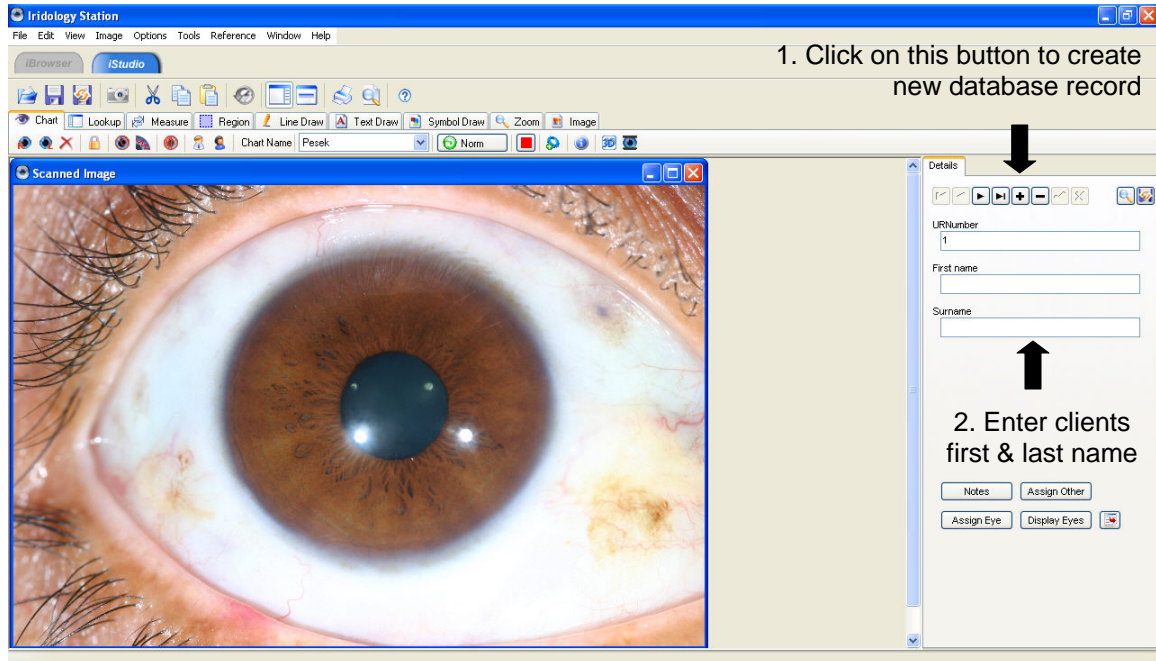 Iridology Station
File Edit View Image Options Tools Reference Window Help
iBrowser iStudio
1. Click on this button to create
new database record
Chart Lookup Measure Region Line Draw Text Draw Symbol Draw Zoom Image
Chart Name Pesek Norm 3D
Scanned Image
Details
URNumber
1
First name
Surname
2. Enter clients
first & last name
Notes Assign Other
Assign Eye Display Eyes